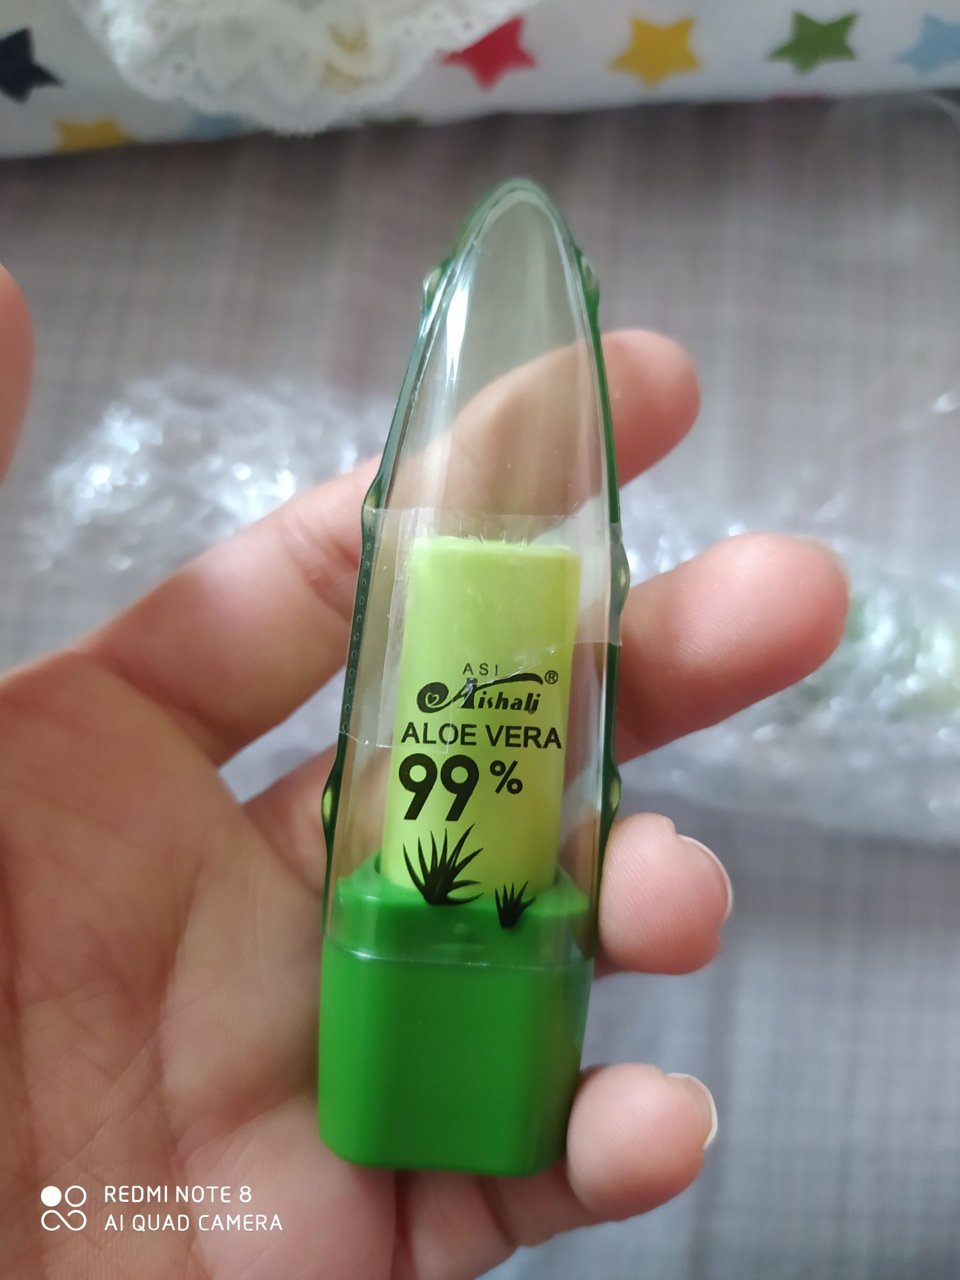 ASI
Aishali®
ALOE VERA
99%
REDMI NOTE 8
AI QUAD CAMERA